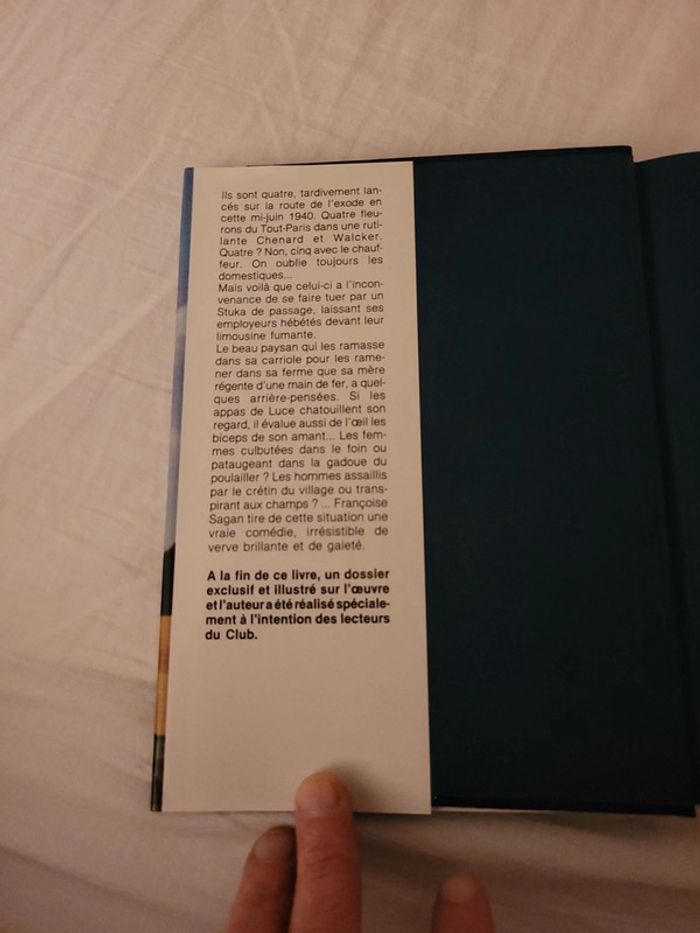 Ils sont quatre, tardivement lan-
cés sur la route de l'exode en
cette mi-juin 1940. Quatre fleu-
rons du Tout-Paris dans une ruti-
lante Chenard et Walcker.
Quatre ? Non, cinq avec le chauf-
feur. On oublie toujours les
domestiques...
Mais voilà que celui-ci a l'incon-
venance de se faire tuer par un
Stuka de passage, laissant ses
employeurs hébétés devant leur
limousine fumante.
Le beau paysan qui les ramasse
dans sa carriole pour les rame-
ner dans sa ferme que sa mère
régente d'une main de fer, a quel-
ques arrière-pensées. Si les
appas de Luce chatouillent son
regard, il évalue aussi de l'œil les
biceps de son amant... Les fem-
mes culbutées dans le foin ou
pataugeant dans la gadoue du
poulailler ? Les hommes assaillis
par le crétin du village ou trans-
pirant aux champs ? ... Françoise
Sagan tire de cette situation une
vraie comédie, irrésistible de
verve brillante et de gaieté.
A la fin de ce livre, un dossier
exclusif et illustré sur l'œuvre
et l'auteur a été réalisé spéciale-
ment à l'intention des lecteurs
du Club.